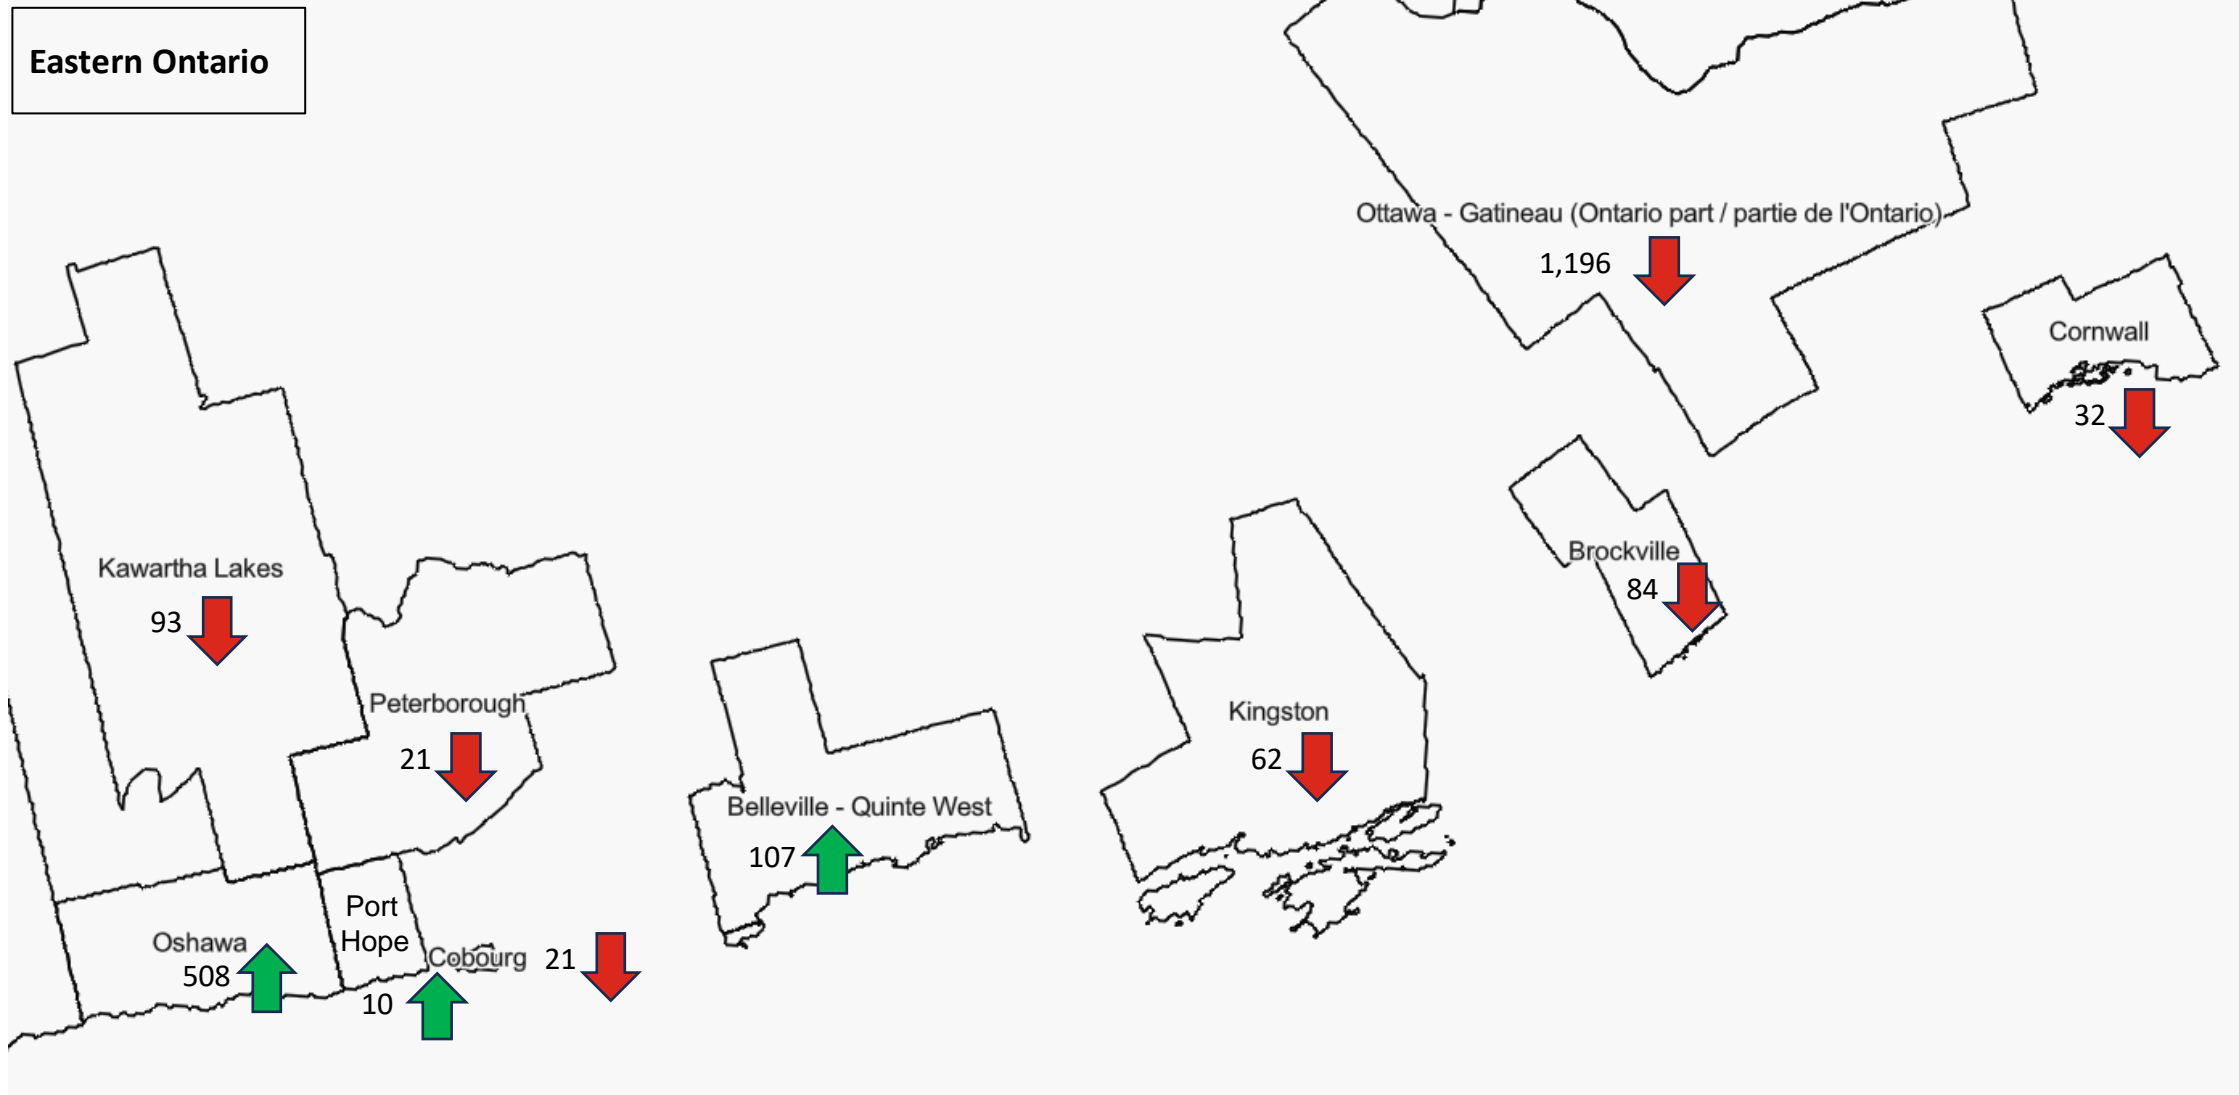 Eastern Ontario
Ottawa - Gatineau (Ontario part / partie de l'Ontario)
1,196
Cornwall
32
Brockville
84
Kawartha Lakes
93
Peterborough
21
Kingston
62
Belleville - Quinte West
107
Port
Hope
10
Oshawa
508
Cobourg
21